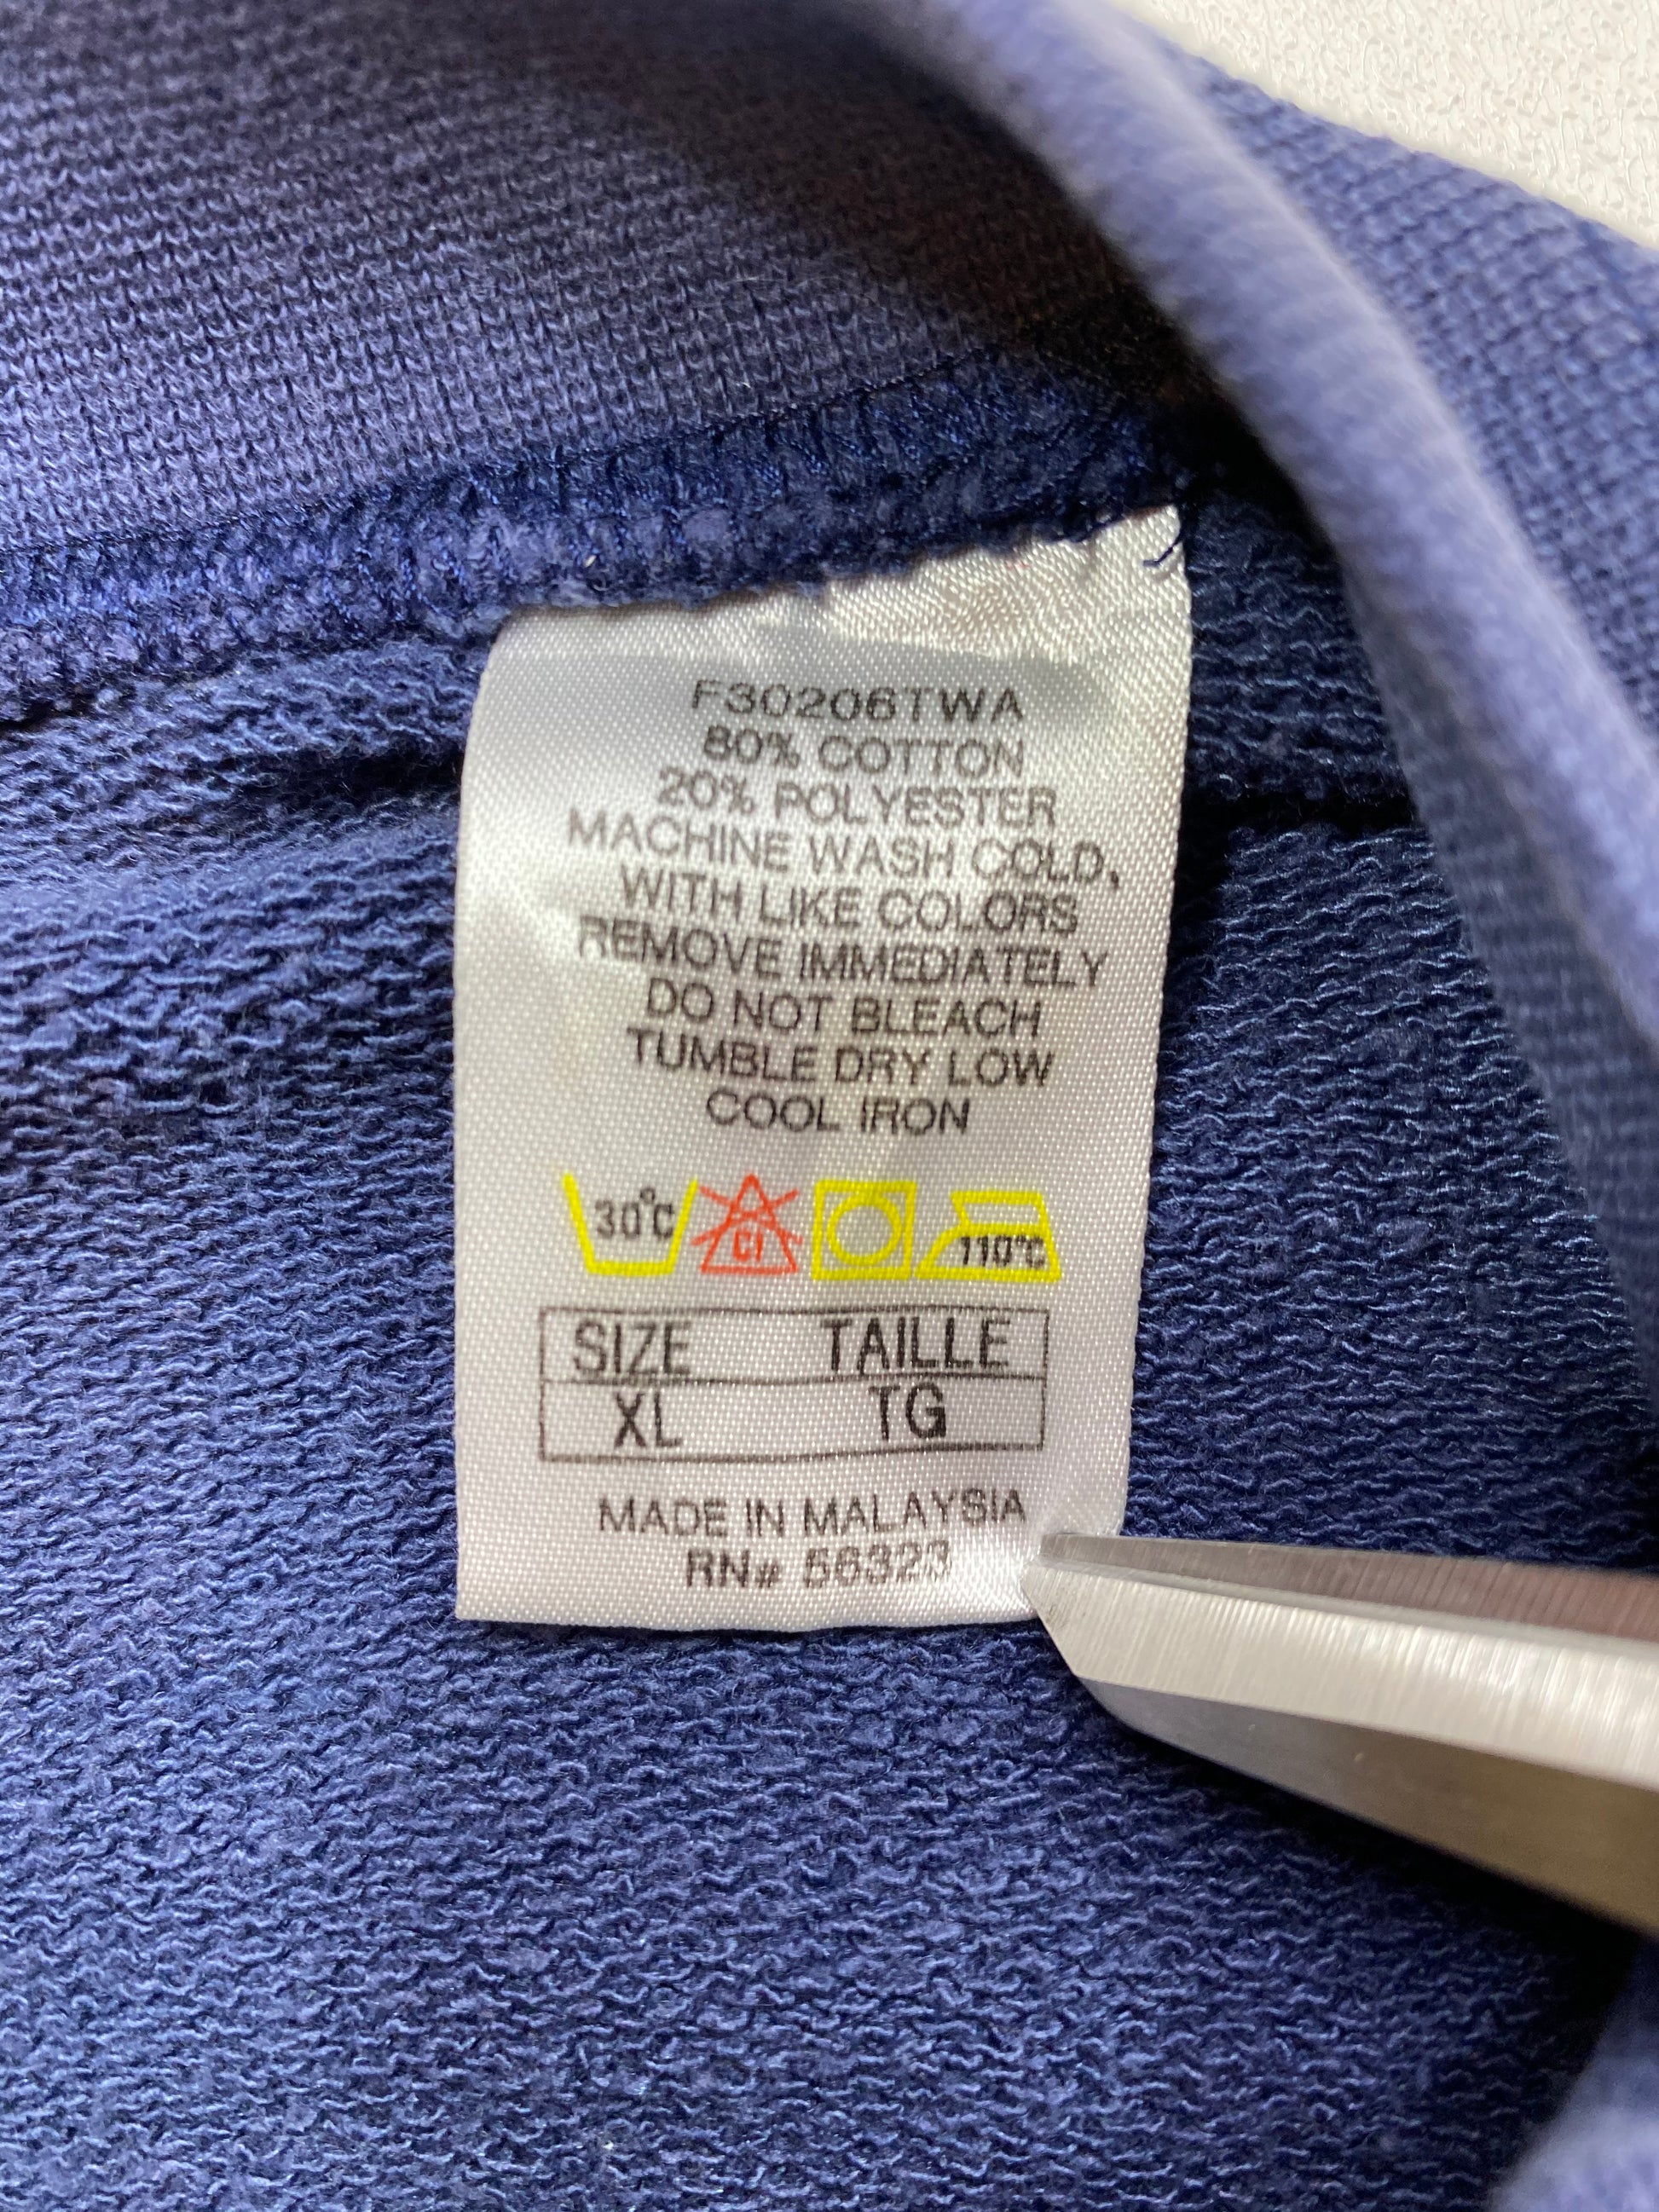 F30206TWA
80% COTTON
20% POLYESTER
MACHINE WASH COLD,
WITH LIKE COLORS
REMOVE IMMEDIATELY
DO NOT BLEACH
TUMBLE DRY LOW
COOL IRON
30°C Cl 110°C
SIZE TAILLE
XL TG
MADE IN MALAYSIA
RN# 56323